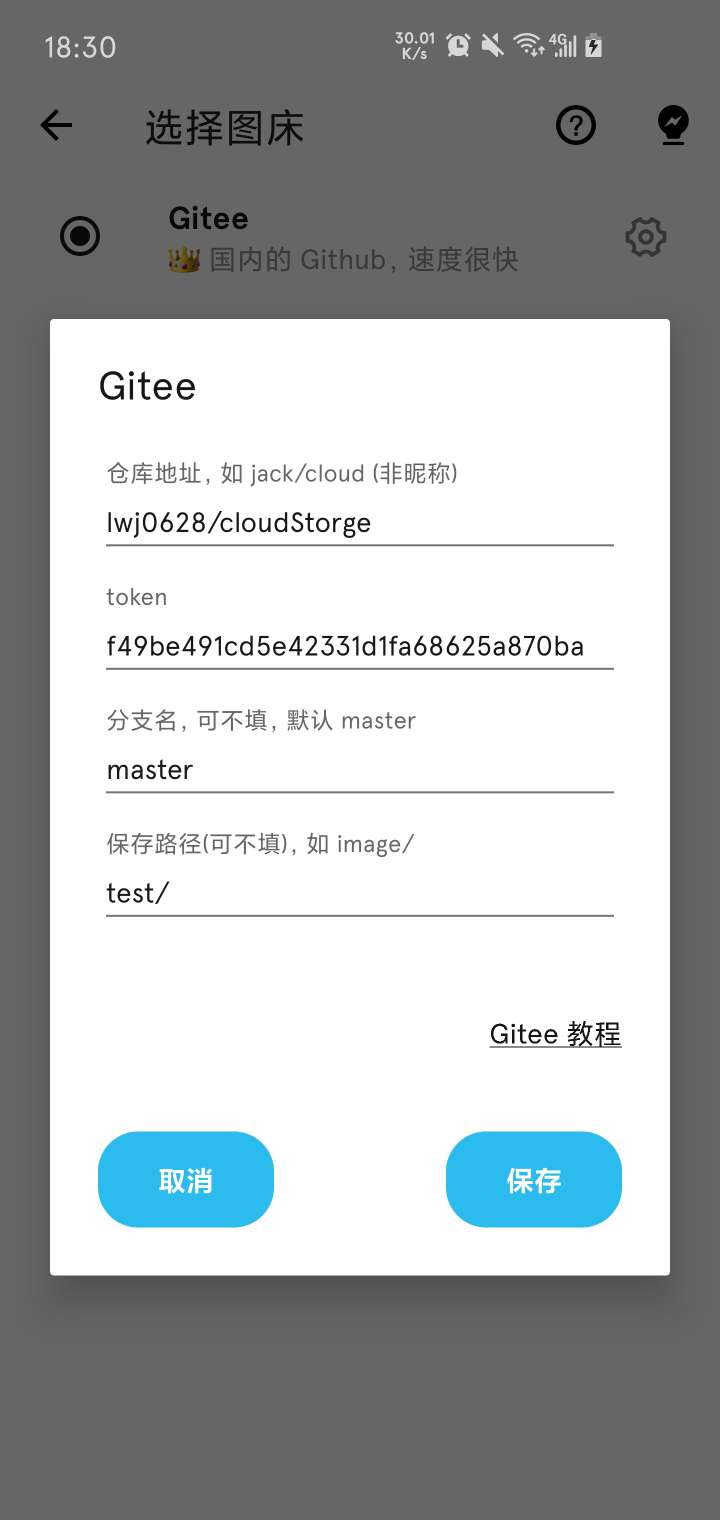 18:30
30.01
K/s
4G
选择图床
Gitee
👑 国内的 Github, 速度很快
Gitee
仓库地址, 如 jack/cloud (非昵称)
lwj0628/cloudStorge
token
f49be491cd5e42331d1fa68625a870ba
分支名, 可不填, 默认 master
master
保存路径(可不填), 如 image/
test/
Gitee 教程
取消
保存